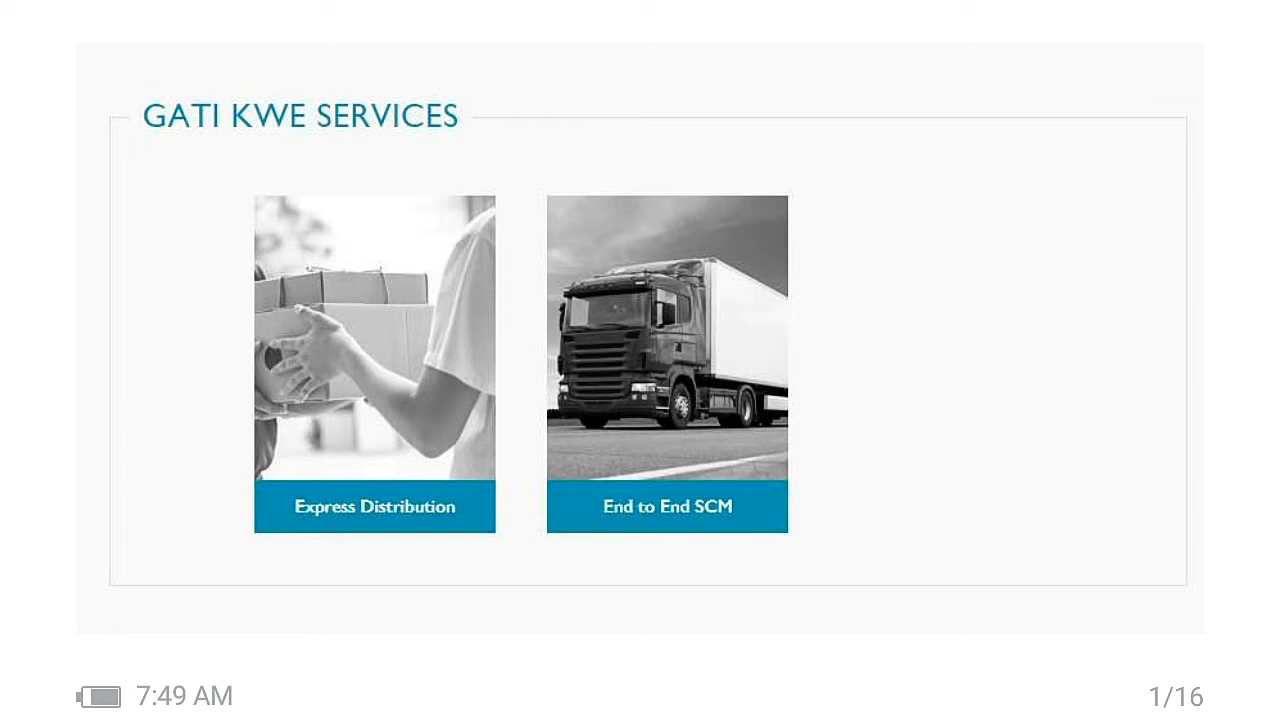 GATI KWE SERVICES
Express Distribution
End to End SCM
7:49 AM
1/16